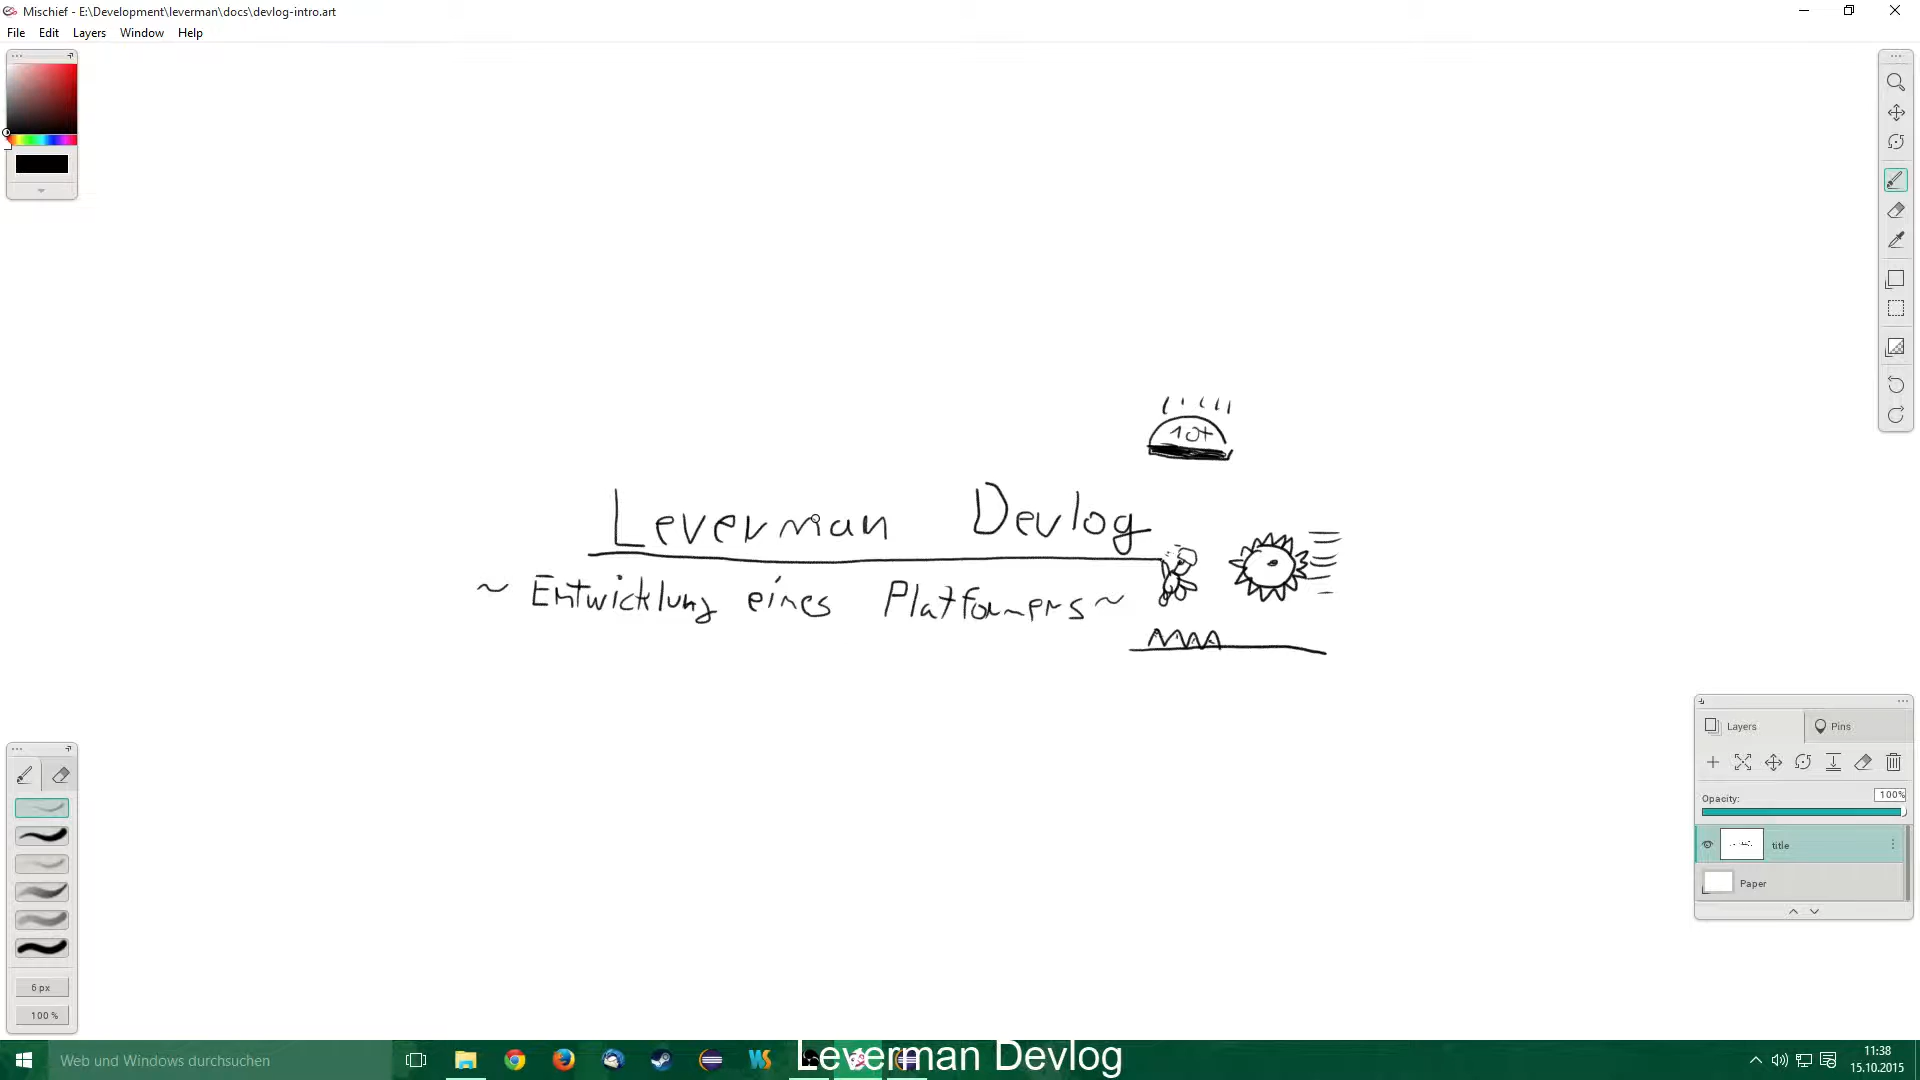 Mischief - E:\Development\leverman\docs\devlog-intro.art
File Edit Layers Window Help
10t
Leverman Devlog
~ Entwicklung eines Platformers ~
Layers Pins
Opacity: 100%
title
Paper
6 px
100 %
Web und Windows durchsuchen
Leverman Devlog
11:38
15.10.2015